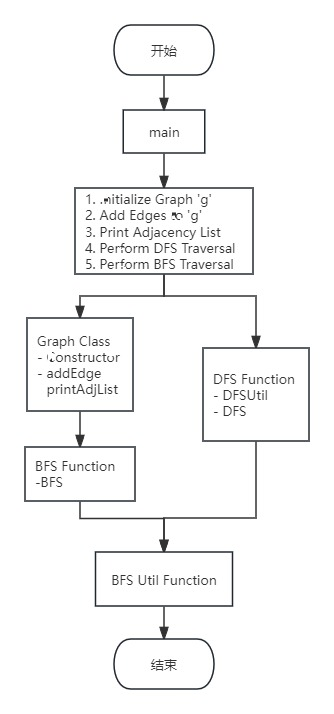 开始
main
1. Initialize Graph 'g'
2. Add Edges to 'g'
3. Print Adjacency List
4. Perform DFS Traversal
5. Perform BFS Traversal
Graph Class
- Constructor
- addEdge
printAdjList
DFS Function
- DFSUtil
- DFS
BFS Function
-BFS
BFS Util Function
结束